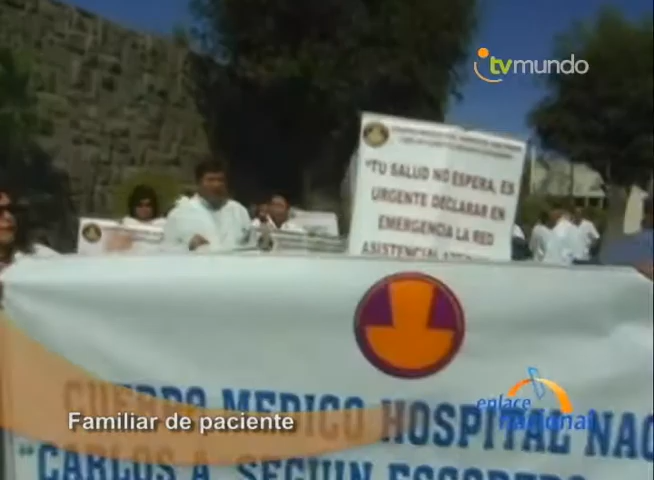 tvmundo
"TU SALUD NO ESPERA, ES
URGENTE DECLARAR EN
EMERGENCIA LA RED
ASISTENCIAL
CUERPO MEDICO HOSPITAL NAC
Familiar de paciente
enlace
nacional
"CARLOS A. SEGUIN ESCOBEDO